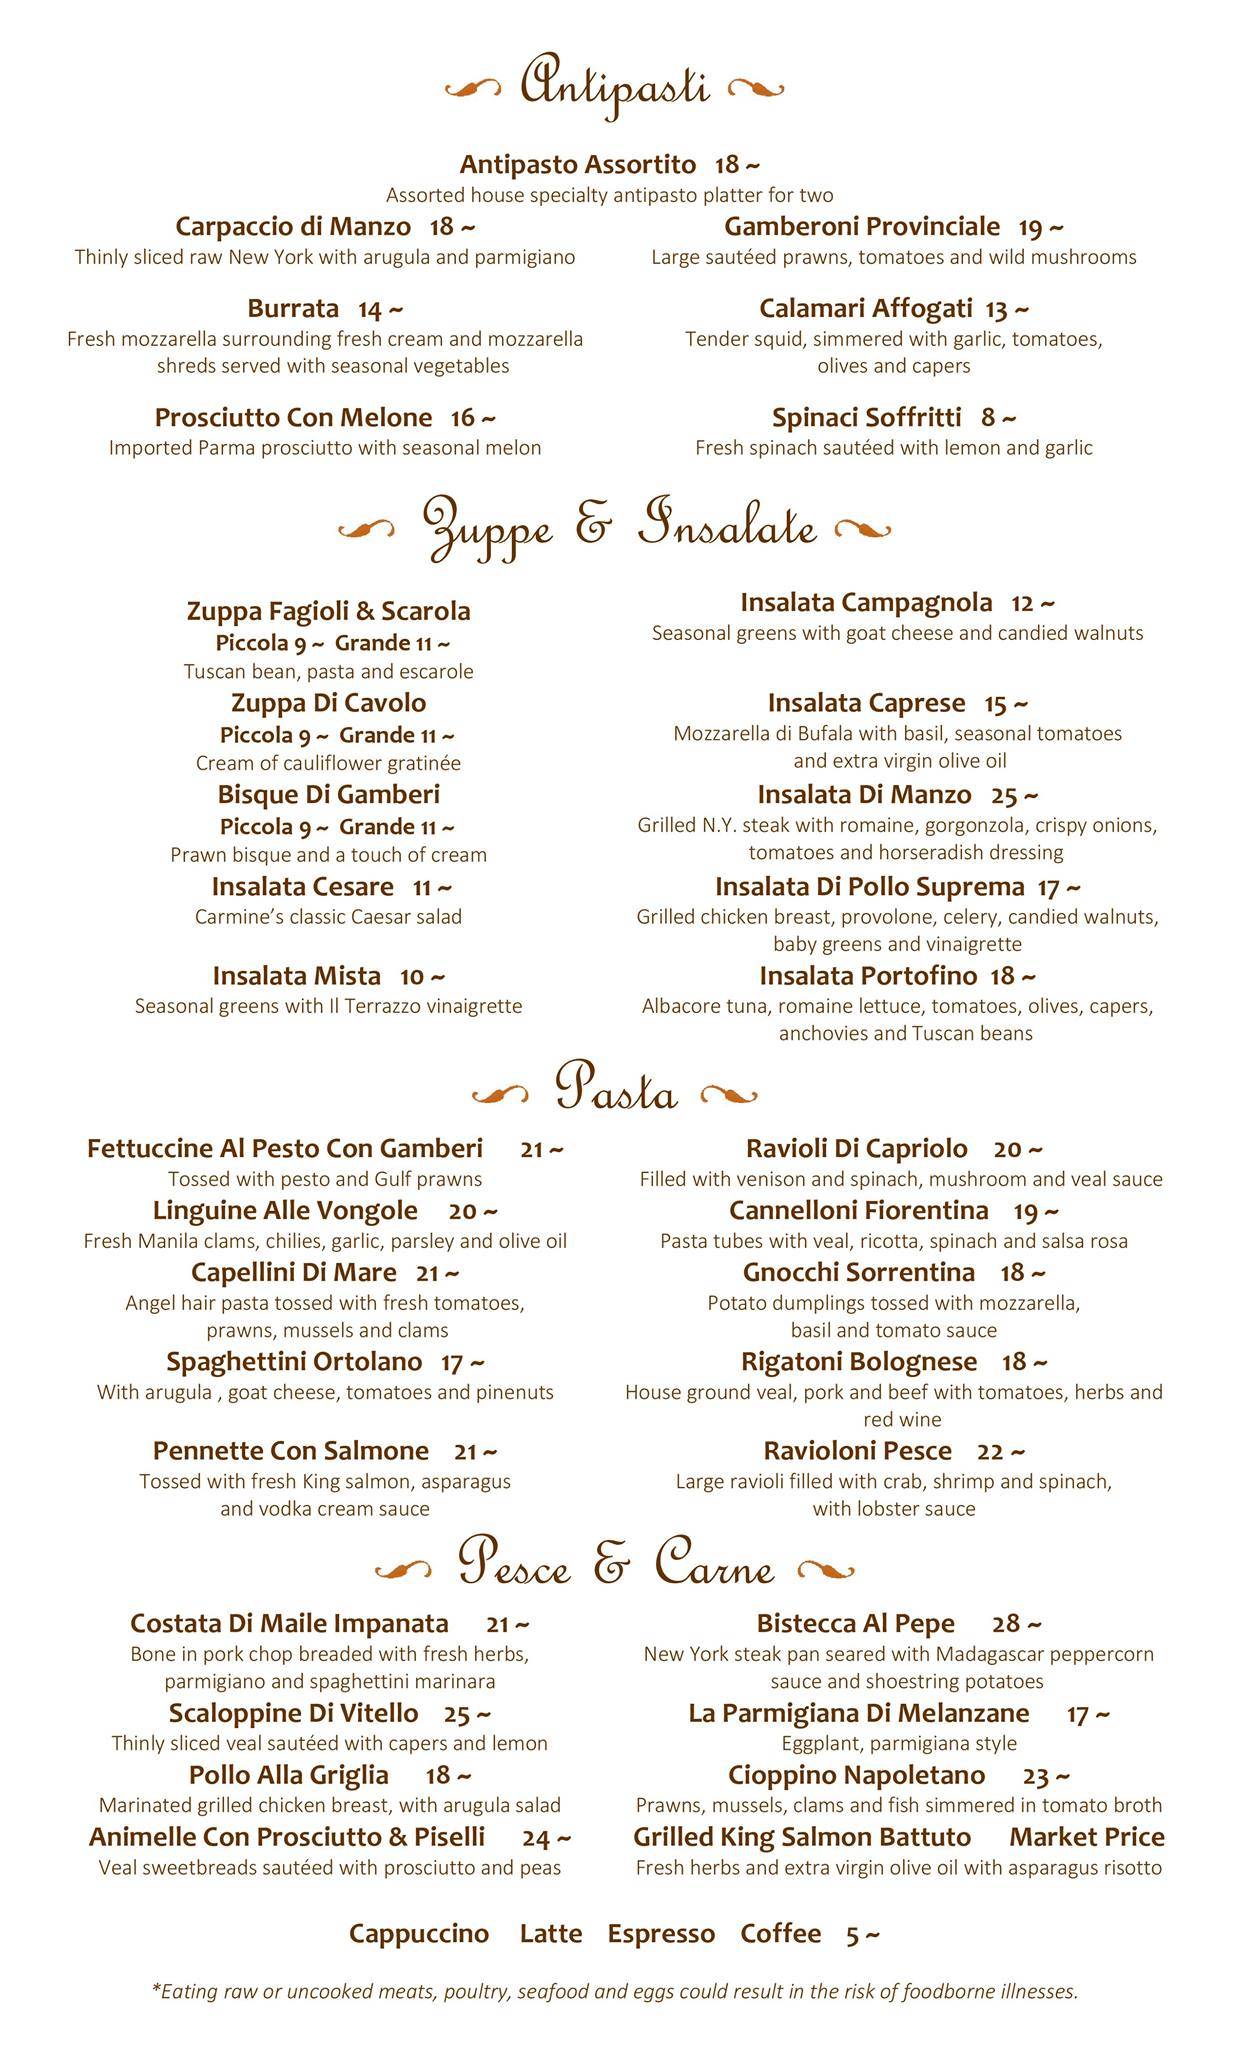 Antipasti
Antipasto Assortito 18 ~
Assorted house specialty antipasto platter for two
Carpaccio di Manzo 18 ~
Thinly sliced raw New York with arugula and parmigiano
Gamberoni Provinciale 19 ~
Large sautéed prawns, tomatoes and wild mushrooms
Burrata 14 ~
Fresh mozzarella surrounding fresh cream and mozzarella
shreds served with seasonal vegetables
Calamari Affogati 13 ~
Tender squid, simmered with garlic, tomatoes,
olives and capers
Prosciutto Con Melone 16 ~
Imported Parma prosciutto with seasonal melon
Spinaci Soffritti 8 ~
Fresh spinach sautéed with lemon and garlic
Zuppe & Insalate
Zuppa Fagioli & Scarola
Piccola 9 ~ Grande 11 ~
Tuscan bean, pasta and escarole
Insalata Campagnola 12 ~
Seasonal greens with goat cheese and candied walnuts
Zuppa Di Cavolo
Piccola 9 ~ Grande 11 ~
Cream of cauliflower gratinée
Insalata Caprese 15 ~
Mozzarella di Bufala with basil, seasonal tomatoes
and extra virgin olive oil
Bisque Di Gamberi
Piccola 9 ~ Grande 11 ~
Prawn bisque and a touch of cream
Insalata Di Manzo 25 ~
Grilled N.Y. steak with romaine, gorgonzola, crispy onions,
tomatoes and horseradish dressing
Insalata Cesare 11 ~
Carmine’s classic Caesar salad
Insalata Di Pollo Suprema 17 ~
Grilled chicken breast, provolone, celery, candied walnuts,
baby greens and vinaigrette
Insalata Mista 10 ~
Seasonal greens with Il Terrazzo vinaigrette
Insalata Portofino 18 ~
Albacore tuna, romaine lettuce, tomatoes, olives, capers,
anchovies and Tuscan beans
Pasta
Fettuccine Al Pesto Con Gamberi 21 ~
Tossed with pesto and Gulf prawns
Ravioli Di Capriolo 20 ~
Filled with venison and spinach, mushroom and veal sauce
Linguine Alle Vongole 20 ~
Fresh Manila clams, chilies, garlic, parsley and olive oil
Cannelloni Fiorentina 19 ~
Pasta tubes with veal, ricotta, spinach and salsa rosa
Capellini Di Mare 21 ~
Angel hair pasta tossed with fresh tomatoes,
prawns, mussels and clams
Gnocchi Sorrentina 18 ~
Potato dumplings tossed with mozzarella,
basil and tomato sauce
Spaghettini Ortolano 17 ~
With arugula , goat cheese, tomatoes and pinenuts
Rigatoni Bolognese 18 ~
House ground veal, pork and beef with tomatoes, herbs and
red wine
Pennette Con Salmone 21 ~
Tossed with fresh King salmon, asparagus
and vodka cream sauce
Ravioloni Pesce 22 ~
Large ravioli filled with crab, shrimp and spinach,
with lobster sauce
Pesce & Carne
Costata Di Maile Impanata 21 ~
Bone in pork chop breaded with fresh herbs,
parmigiano and spaghettini marinara
Bistecca Al Pepe 28 ~
New York steak pan seared with Madagascar peppercorn
sauce and shoestring potatoes
Scaloppine Di Vitello 25 ~
Thinly sliced veal sautéed with capers and lemon
La Parmigiana Di Melanzane 17 ~
Eggplant, parmigiana style
Pollo Alla Griglia 18 ~
Marinated grilled chicken breast, with arugula salad
Cioppino Napoletano 23 ~
Prawns, mussels, clams and fish simmered in tomato broth
Animelle Con Prosciutto & Piselli 24 ~
Veal sweetbreads sautéed with prosciutto and peas
Grilled King Salmon Battuto Market Price
Fresh herbs and extra virgin olive oil with asparagus risotto
Cappuccino Latte Espresso Coffee 5 ~
*Eating raw or uncooked meats, poultry, seafood and eggs could result in the risk of foodborne illnesses.